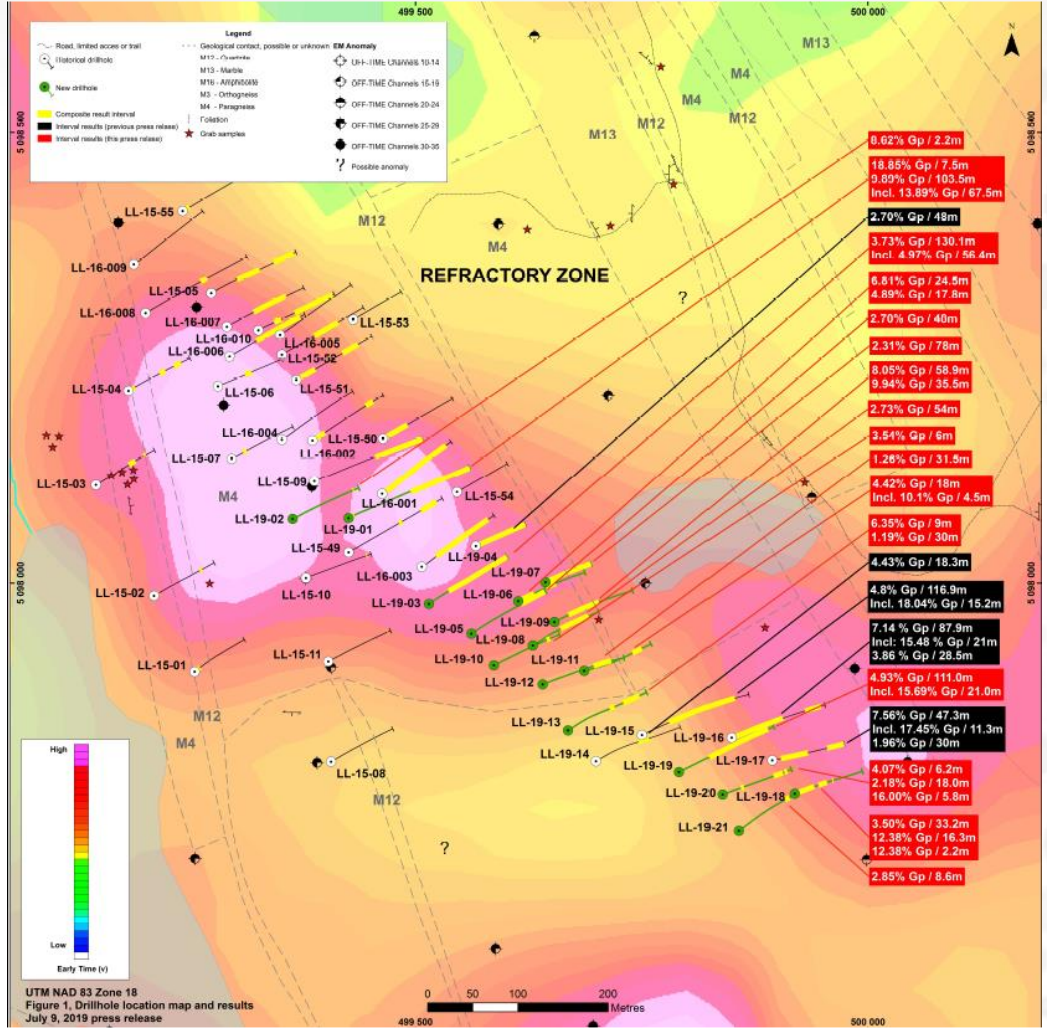 499 500
500 000
N
Legend
Road, limited acces or trail
Historical drillhole
New drillhole
Composite result interval
Interval results (previous press relase)
Interval results (this press relase)
Geological contact, possible or unknown
M12 - Quartzite
M13 - Marble
M16 - Amphibolite
M3 - Orthogneiss
M4 - Paragneiss
Foliation
Grab samples
EM Anomaly
OFF-TIME Channels 10-14
OFF-TIME Channels 15-19
OFF-TIME Channels 20-24
OFF-TIME Channels 25-29
OFF-TIME Channels 30-35
? Possible anomaly
5 098 500
5 098 500
M13
M4
M4
M12
M13
M12
8.62% Gp / 2.2m
18.85% Gp / 7.5m
9.89% Gp / 103.5m
Incl. 13.89% Gp / 67.5m
2.70% Gp / 48m
3.73% Gp / 130.1m
Incl. 4.97% Gp / 56.4m
6.81% Gp / 24.5m
4.89% Gp / 17.8m
2.70% Gp / 40m
2.31% Gp / 78m
8.05% Gp / 58.9m
9.94% Gp / 35.5m
2.73% Gp / 54m
3.54% Gp / 6m
1.26% Gp / 31.5m
4.42% Gp / 18m
Incl. 10.1% Gp / 4.5m
6.35% Gp / 9m
1.19% Gp / 30m
4.43% Gp / 18.3m
4.8% Gp / 116.9m
Incl. 18.04% Gp / 15.2m
7.14 % Gp / 87.9m
Incl: 15.48 % Gp / 21m
3.86 % Gp / 28.5m
4.93% Gp / 111.0m
Incl. 15.69% Gp / 21.0m
7.56% Gp / 47.3m
Incl. 17.45% Gp / 11.3m
1.96% Gp / 30m
4.07% Gp / 6.2m
2.18% Gp / 18.0m
16.00% Gp / 5.8m
3.50% Gp / 33.2m
12.38% Gp / 16.3m
12.38% Gp / 2.2m
2.85% Gp / 8.6m
LL-15-55
M12
M4
LL-16-009
REFRACTORY ZONE
LL-15-05
?
LL-16-008
LL-16-007
LL-15-53
LL-16-010
LL-16-005
LL-16-006
LL-15-52
LL-15-04
LL-15-06
LL-15-51
LL-16-004
LL-15-50
LL-16-002
LL-15-07
LL-15-03
LL-15-09
LL-15-54
LL-16-001
M4
LL-19-02
LL-19-01
LL-15-49
LL-19-04
LL-16-003
LL-19-07
5 098 000
5 098 000
LL-15-02
LL-15-10
LL-19-03
LL-19-06
LL-19-09
LL-19-05
LL-19-08
LL-15-11
LL-19-10
LL-19-11
LL-15-01
LL-19-12
M12
LL-19-13
LL-19-15
LL-19-16
M4
LL-19-14
LL-19-17
LL-15-08
LL-19-19
LL-19-20
LL-19-18
M12
LL-19-21
?
High
Low
Early Time (v)
UTM NAD 83 Zone 18
Figure 1, Drillhole location map and results
July 9, 2019 press release
0 50 100 200
Metres
499 500
500 000